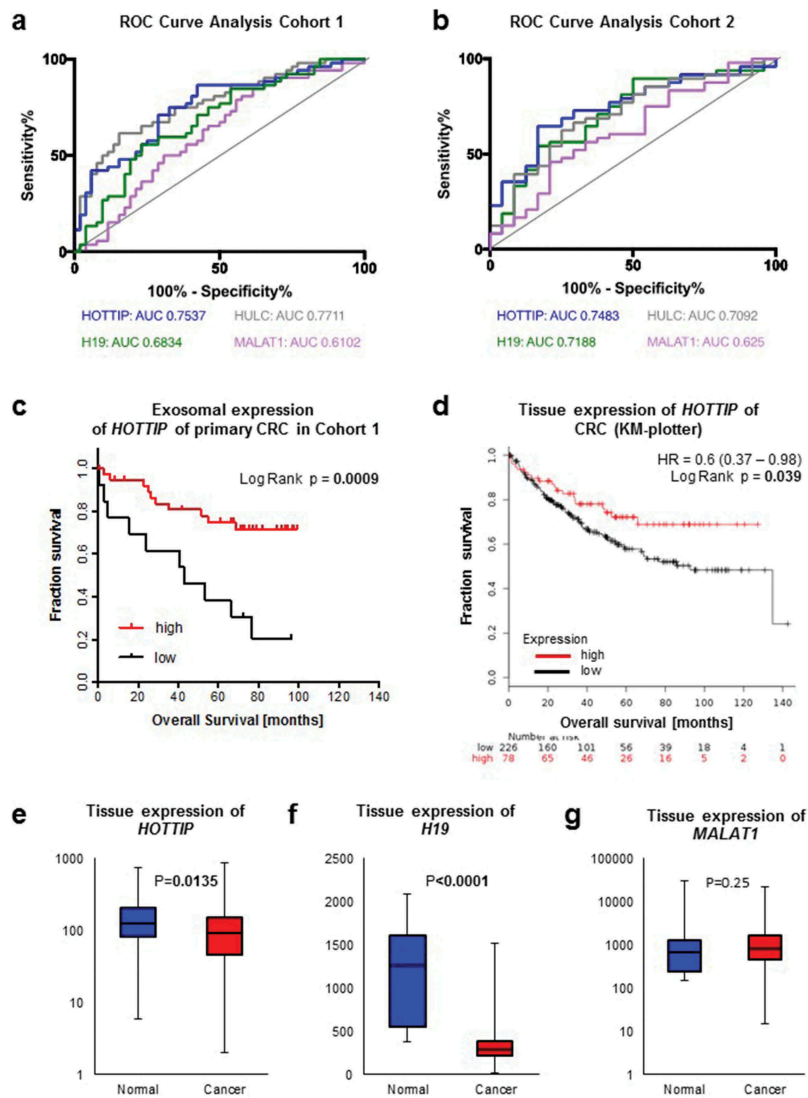 a
ROC Curve Analysis Cohort 1
Sensitivity%
100
50
0
0
50
100
100% - Specificity%
HOTTIP: AUC 0.7537
HULC: AUC 0.7711
H19: AUC 0.6834
MALAT1: AUC 0.6102
b
ROC Curve Analysis Cohort 2
Sensitivity%
100
50
0
0
50
100
100% - Specificity%
HOTTIP: AUC 0.7483
HULC: AUC 0.7092
H19: AUC 0.7188
MALAT1: AUC 0.625
c
Exosomal expression
of HOTTIP of primary CRC in Cohort 1
Log Rank p = 0.0009
Fraction survival
1.0
0.8
0.6
0.4
0.2
0.0
high
low
0 20 40 60 80 100 120 140
Overall Survival [months]
d
Tissue expression of HOTTIP of
CRC (KM-plotter)
HR = 0.6 (0.37 – 0.98)
Log Rank p = 0.039
Fraction survival
1.0
0.8
0.6
0.4
0.2
0.0
Expression
high
low
0 20 40 60 80 100 120 140
Overall survival [months]
Number at risk
low 226 160 101 56 39 18 4 1
high 78 65 46 26 16 5 2 0
e
Tissue expression of
HOTTIP
1000
100
10
1
P=0.0135
Normal Cancer
f
Tissue expression of
H19
2500
2000
1500
1000
500
0
P<0.0001
Normal Cancer
g
Tissue expression of
MALAT1
100000
10000
1000
100
10
1
P=0.25
Normal Cancer